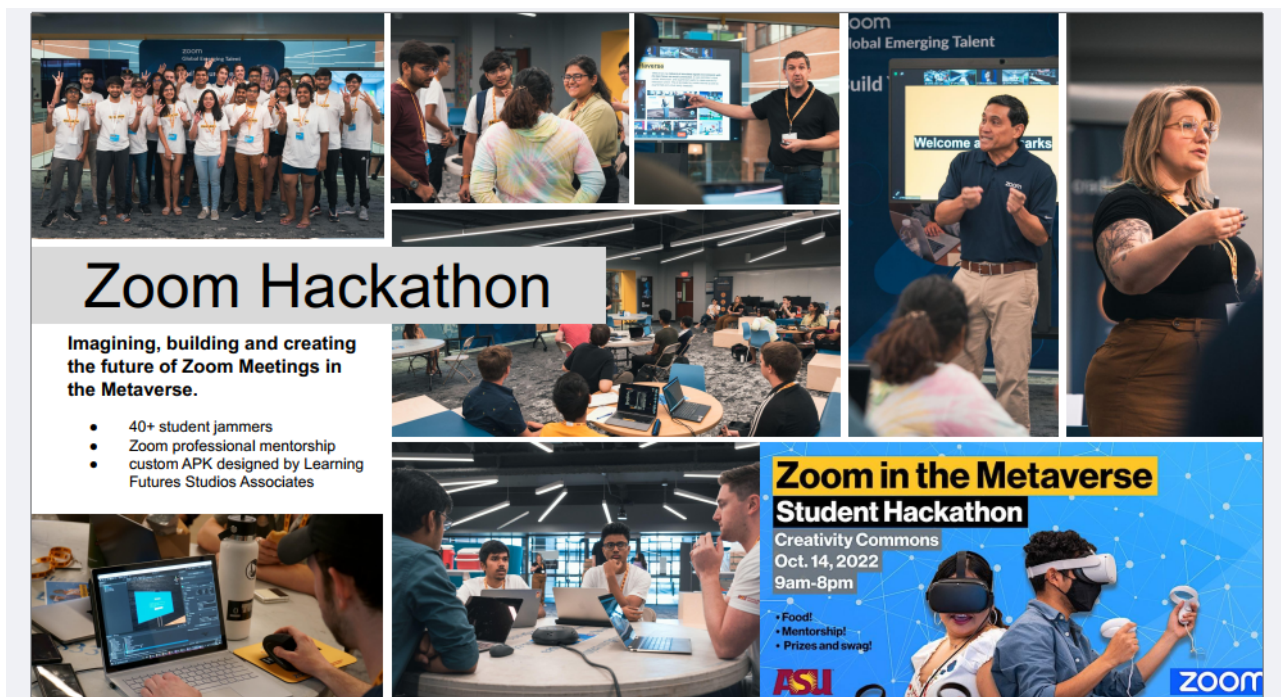 zoom
Global Emerging Talent
zoom
Global Emerging Talent
Build
Welcome a
arks
zoom
Zoom Hackathon
Imagining, building and creating
the future of Zoom Meetings in
the Metaverse.
● 40+ student jammers
● Zoom professional mentorship
● custom APK designed by Learning
Futures Studios Associates
Zoom in the Metaverse
Student Hackathon
Creativity Commons
Oct. 14, 2022
9am-8pm
• Food!
• Mentorship!
• Prizes and swag!
ASU
zoom